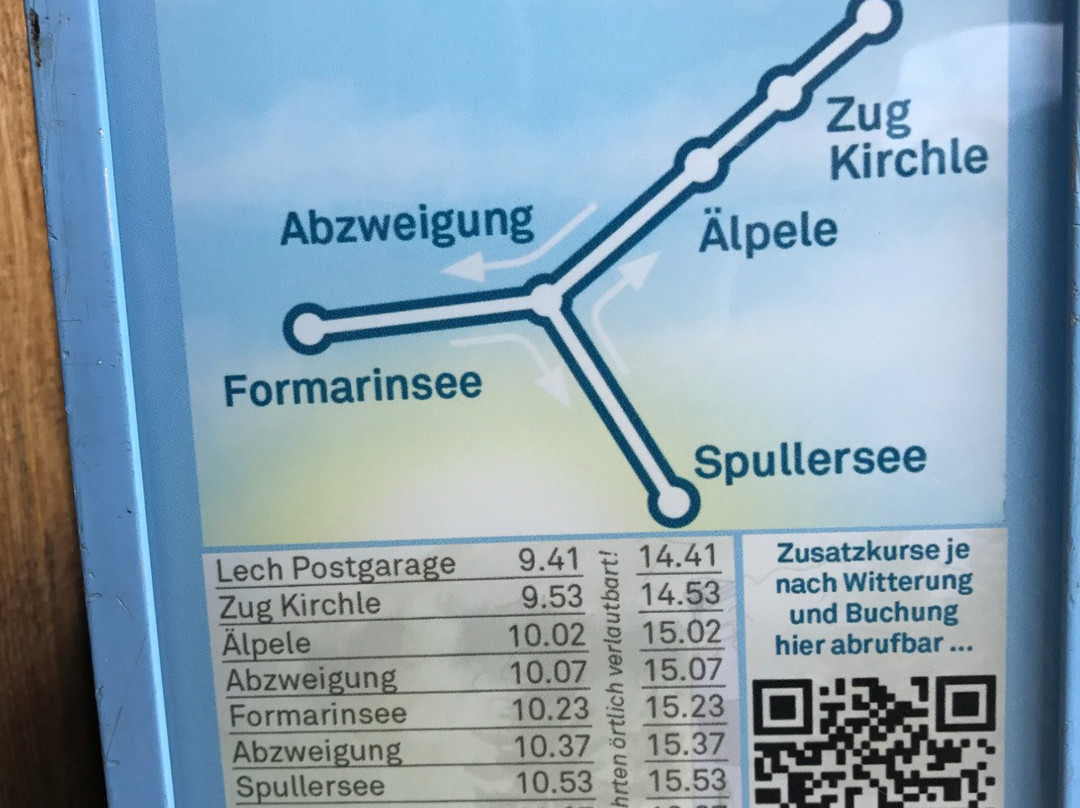 Zug
Kirchle
Abzweigung
Älpele
Formarinsee
Spullersee
Lech Postgarage 9.41 14.41
Zug Kirchle 9.53 14.53
Älpele 10.02 15.02
Abzweigung 10.07 15.07
Formarinsee 10.23 15.23
Abzweigung 10.37 15.37
Spullersee 10.53 15.53
hrten örtlich verlautbart!
Zusatzkurse je
nach Witterung
und Buchung
hier abrufbar ...